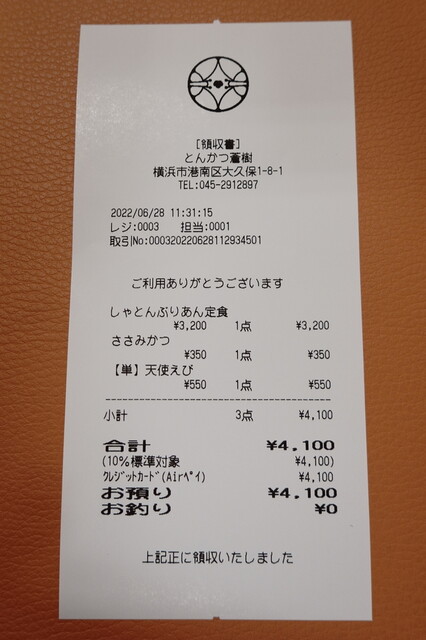 [領収書]
とんかつ蒼樹
横浜市港南区大久保1-8-1
TEL:045-2912897
2022/06/28 11:31:15
レジ:0003 担当:0001
取引No:000320220628112934501
ご利用ありがとうございます
しゃとんぶりあん定食
¥3,200 1点 ¥3,200
ささみかつ
¥350 1点 ¥350
【単】天使えび
¥550 1点 ¥550
小計 3点 ¥4,100
合計 ¥4,100
(10%標準対象 ¥4,100)
ｸﾚｼﾞｯﾄｶｰﾄﾞ(Airﾍﾟｲ) ¥4,100
お預り ¥4,100
お釣り ¥0
上記正に領収いたしました